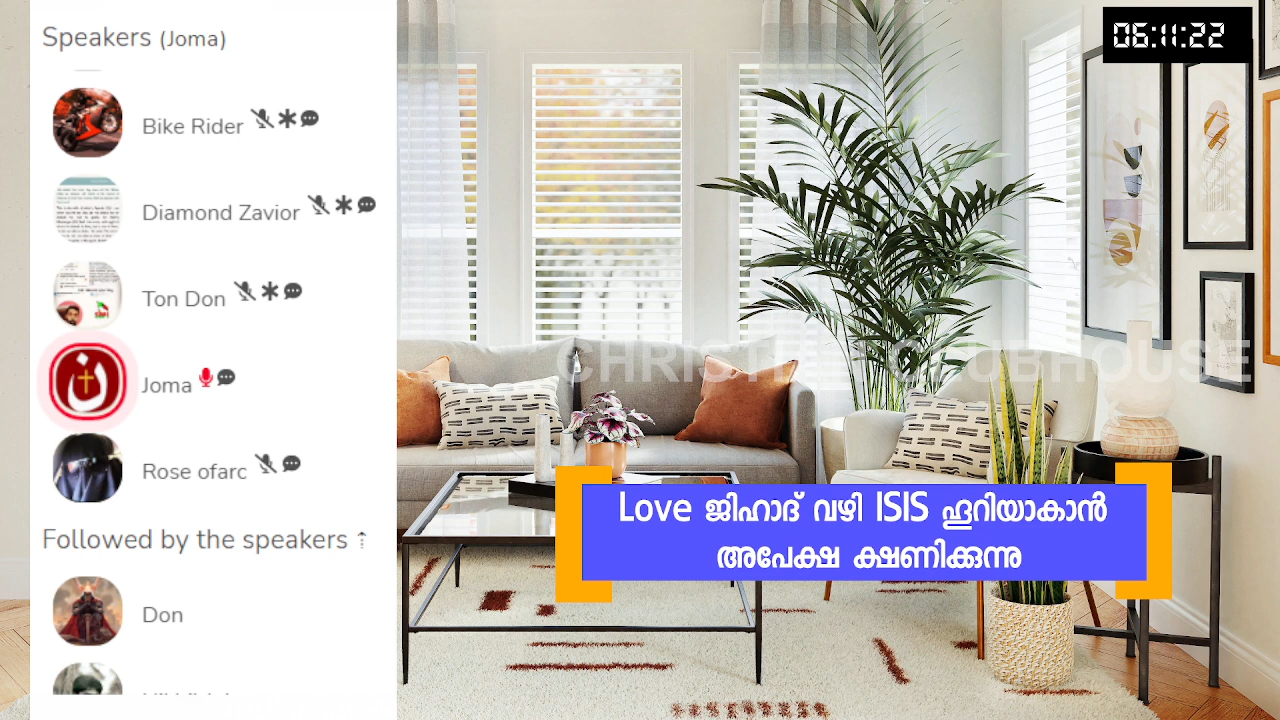 Speakers (Joma)
06:11:22
Bike Rider
Diamond Zavior
Ton Don
Joma
Rose ofarc
Followed by the speakers
Don
CLUBHOUSE
Love ജിഹാദ് വഴി ISIS ഹൂറിയാകാൻ
അപേക്ഷ ക്ഷണിക്കുന്നു